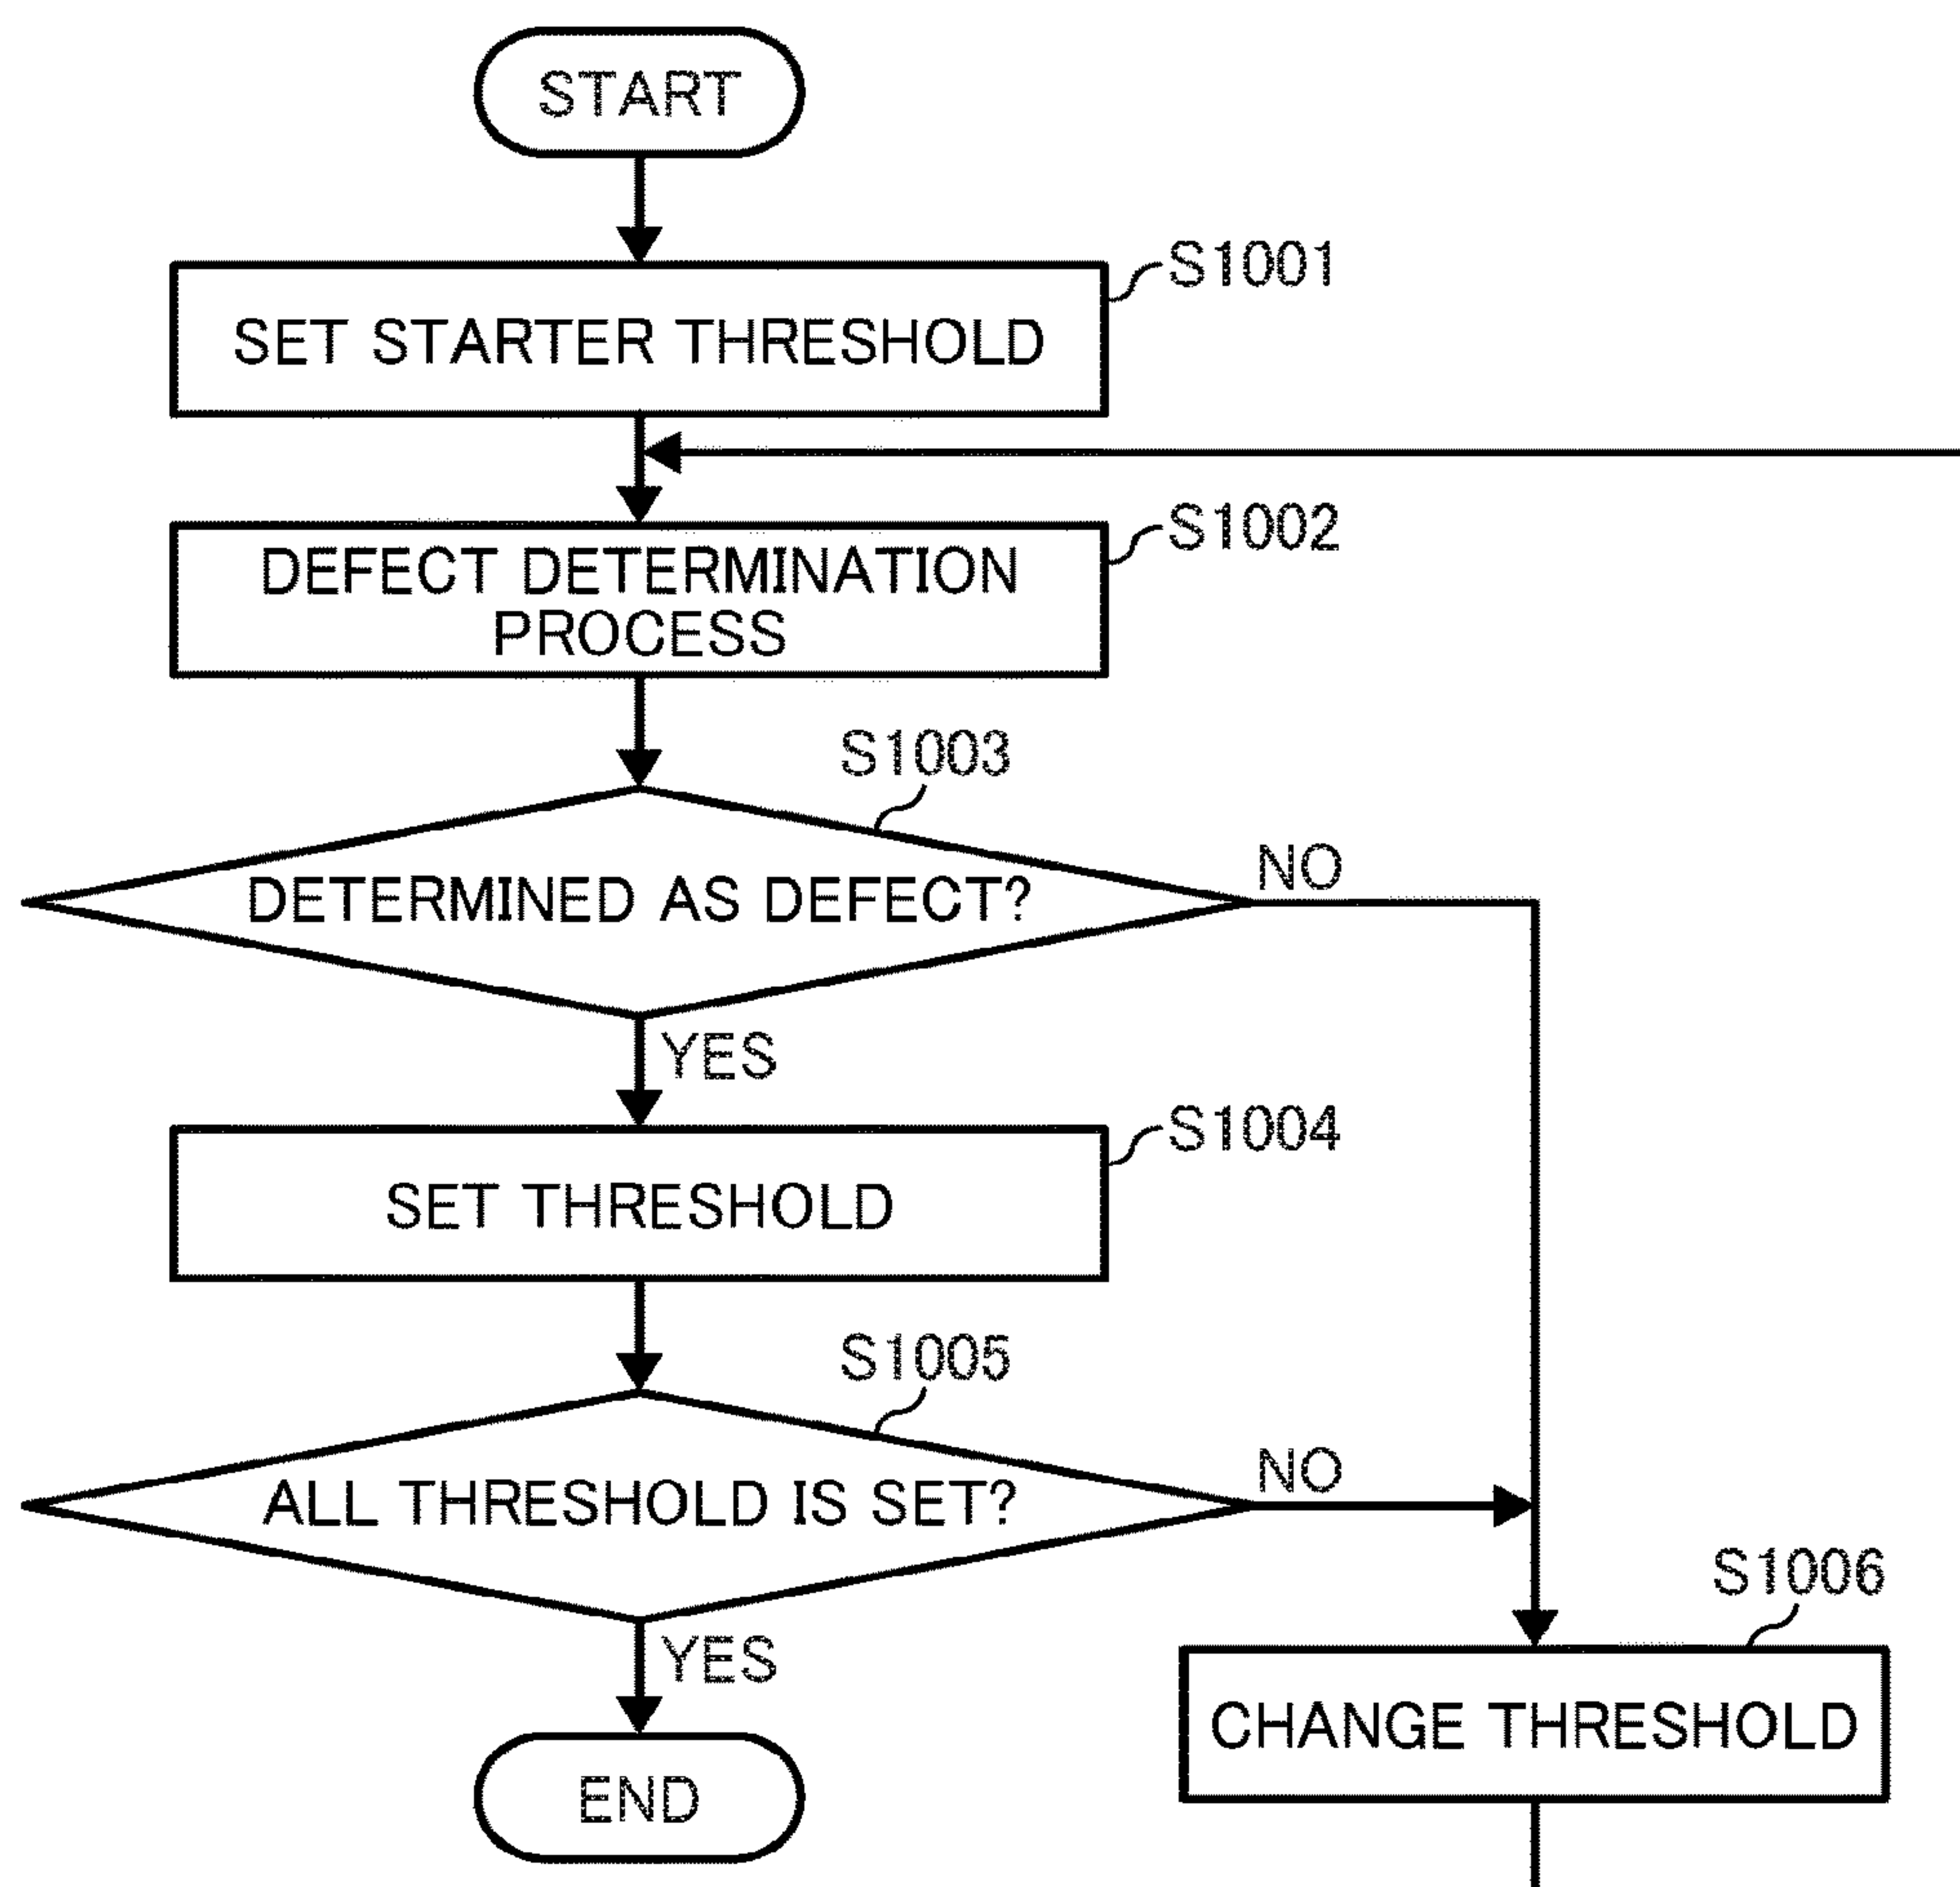 START
S1001
SET STARTER THRESHOLD
S1002
DEFECT DETERMINATION
PROCESS
S1003
DETERMINED AS DEFECT?
NO
YES
S1004
SET THRESHOLD
S1005
ALL THRESHOLD IS SET?
NO
YES
S1006
CHANGE THRESHOLD
END